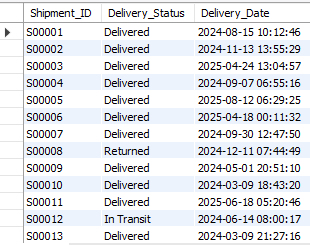 Shipment_ID Delivery_Status Delivery_Date
S00001 Delivered 2024-08-15 10:12:46
S00002 Delivered 2024-11-13 13:55:29
S00003 Delivered 2025-04-24 13:04:57
S00004 Delivered 2024-09-07 06:55:16
S00005 Delivered 2025-08-12 06:29:25
S00006 Delivered 2025-04-18 00:11:32
S00007 Delivered 2024-09-30 12:47:50
S00008 Returned 2024-12-11 07:44:49
S00009 Delivered 2024-05-01 20:51:10
S00010 Delivered 2024-03-09 18:43:20
S00011 Delivered 2025-06-18 05:20:46
S00012 In Transit 2024-06-14 08:00:17
S00013 Delivered 2024-03-09 21:27:16